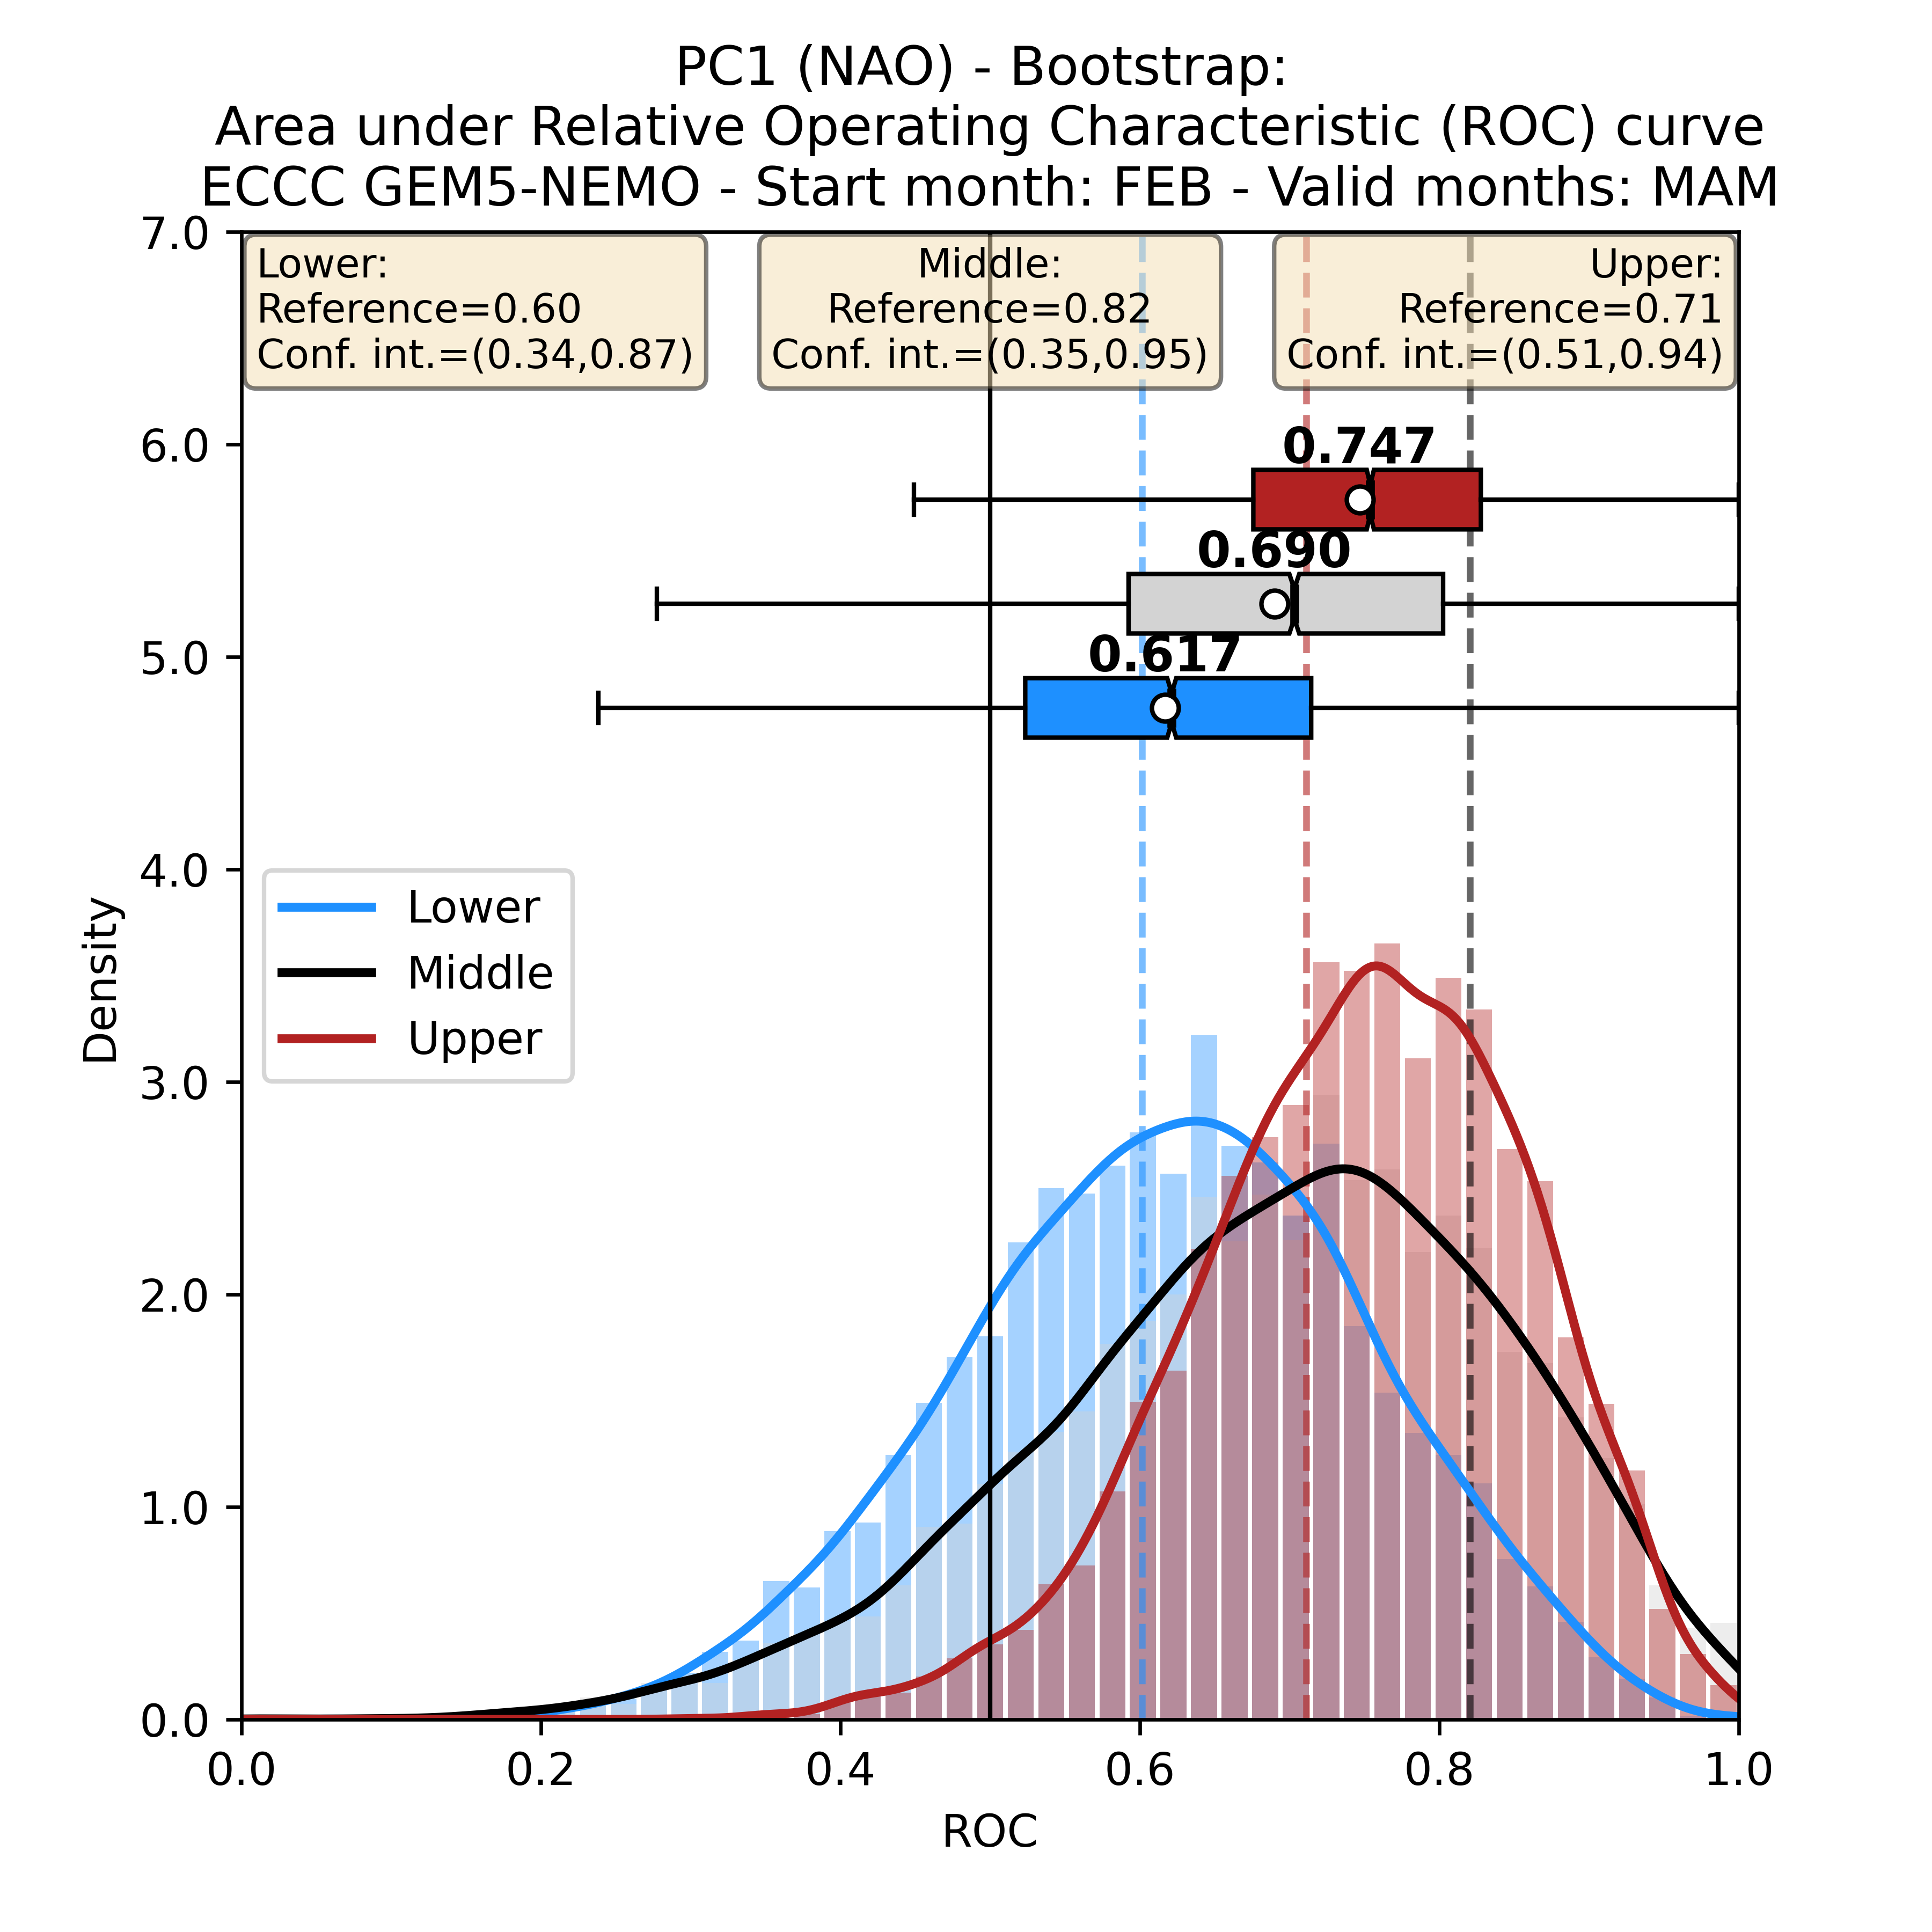 PC1 (NAO) - Bootstrap:
Area under Relative Operating Characteristic (ROC) curve
ECCC GEM5-NEMO - Start month: FEB - Valid months: MAM
Lower:
Reference=0.60
Conf. int.=(0.34,0.87)
Middle:
Reference=0.82
Conf. int.=(0.35,0.95)
Upper:
Reference=0.71
Conf. int.=(0.51,0.94)
0.747
0.690
0.617
Lower
Middle
Upper
Density
7.0
6.0
5.0
4.0
3.0
2.0
1.0
0.0
0.0 0.2 0.4 0.6 0.8 1.0
ROC